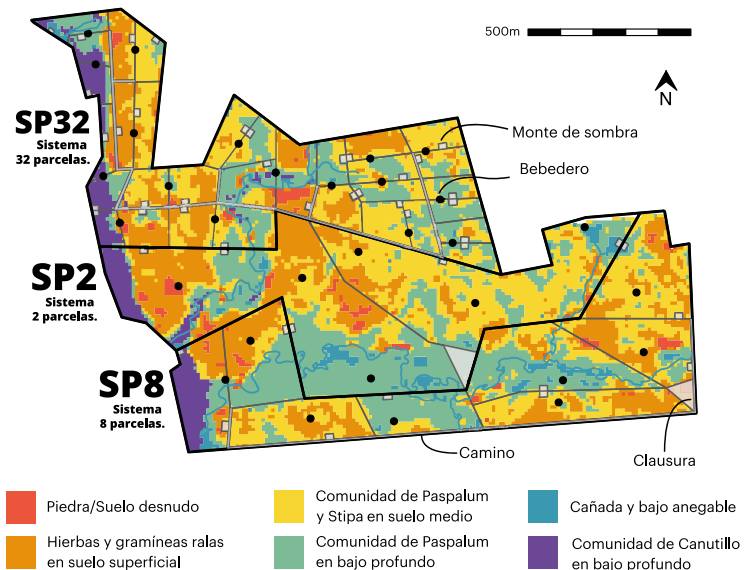 500m
N
SP32
Sistema
32 parcelas.
Monte de sombra
Bebedero
SP2
Sistema
2 parcelas.
SP8
Sistema
8 parcelas.
Camino
Clausura
Piedra/Suelo desnudo
Hierbas y gramíneas ralas
en suelo superficial
Comunidad de Paspalum
y Stipa en suelo medio
Comunidad de Paspalum
en bajo profundo
Cañada y bajo anegable
Comunidad de Canutillo
en bajo profundo